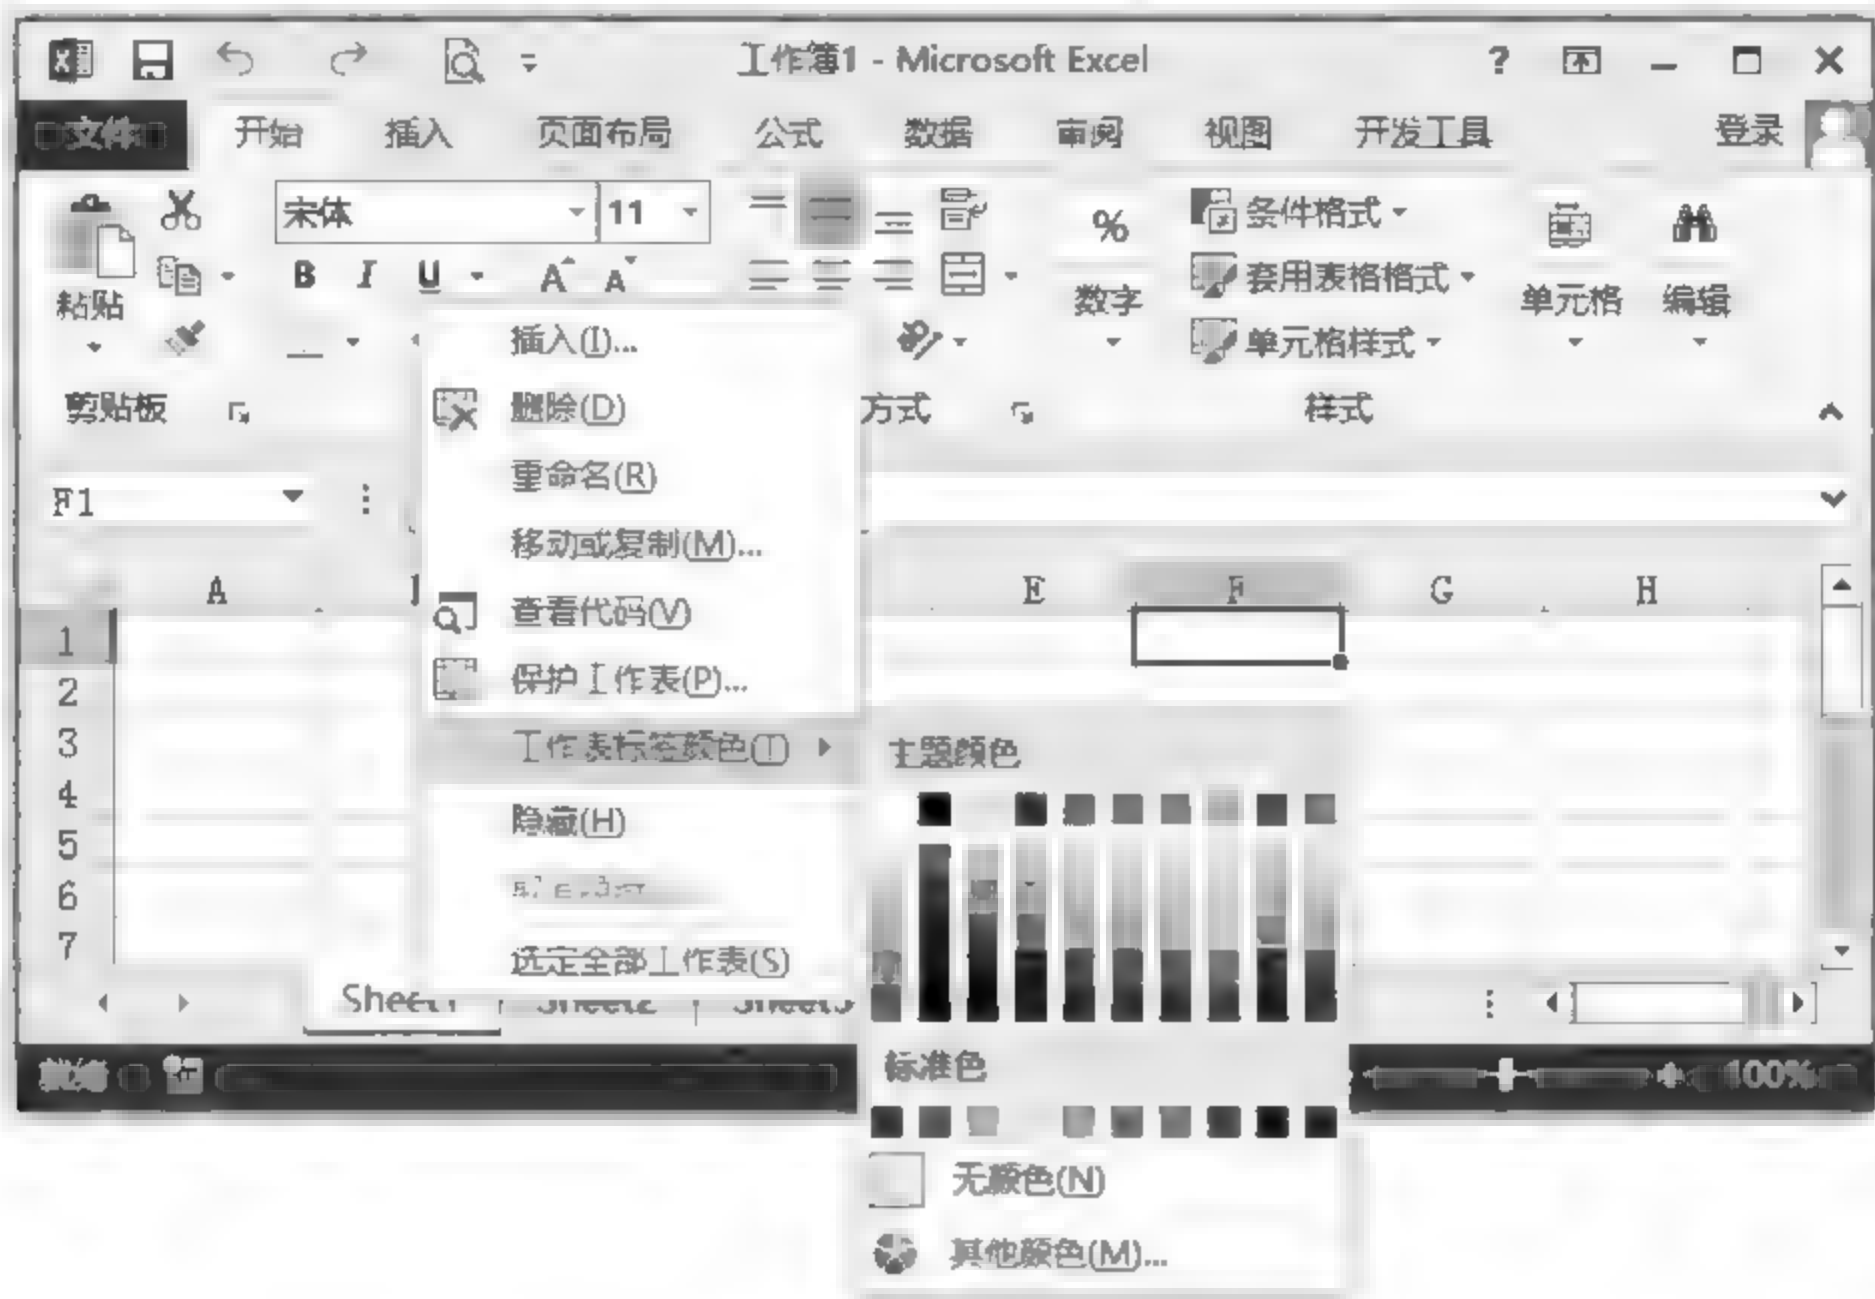 工作簿1 - Microsoft Excel ?
文件 开始 插入 页面布局 公式 数据 审阅 视图 开发工具 登录
宋体 11
% 条件格式
B I U A A
粘贴 数字 套用表格格式 单元格 编辑
单元格样式
剪贴板 方式 样式
F1
插入(I)...
删除(D)
重命名(R)
移动或复制(M)...
查看代码(V)
保护工作表(P)...
工作表标签颜色(T)
隐藏(H)
选定全部工作表(S)
A E F G H
1
2
3
4
5
6
7
主题颜色
标准色
无颜色(N)
其他颜色(M)...
Sheet1 Sheet2 Sheet3
100%